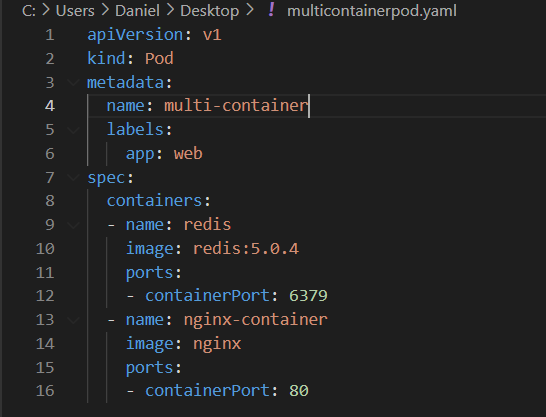 C: > Users > Daniel > Desktop > ! multicontainerpod.yaml
1 apiVersion: v1
2 kind: Pod
3 metadata:
4   name: multi-container
5   labels:
6     app: web
7 spec:
8   containers:
9   - name: redis
10     image: redis:5.0.4
11     ports:
12     - containerPort: 6379
13   - name: nginx-container
14     image: nginx
15     ports:
16     - containerPort: 80